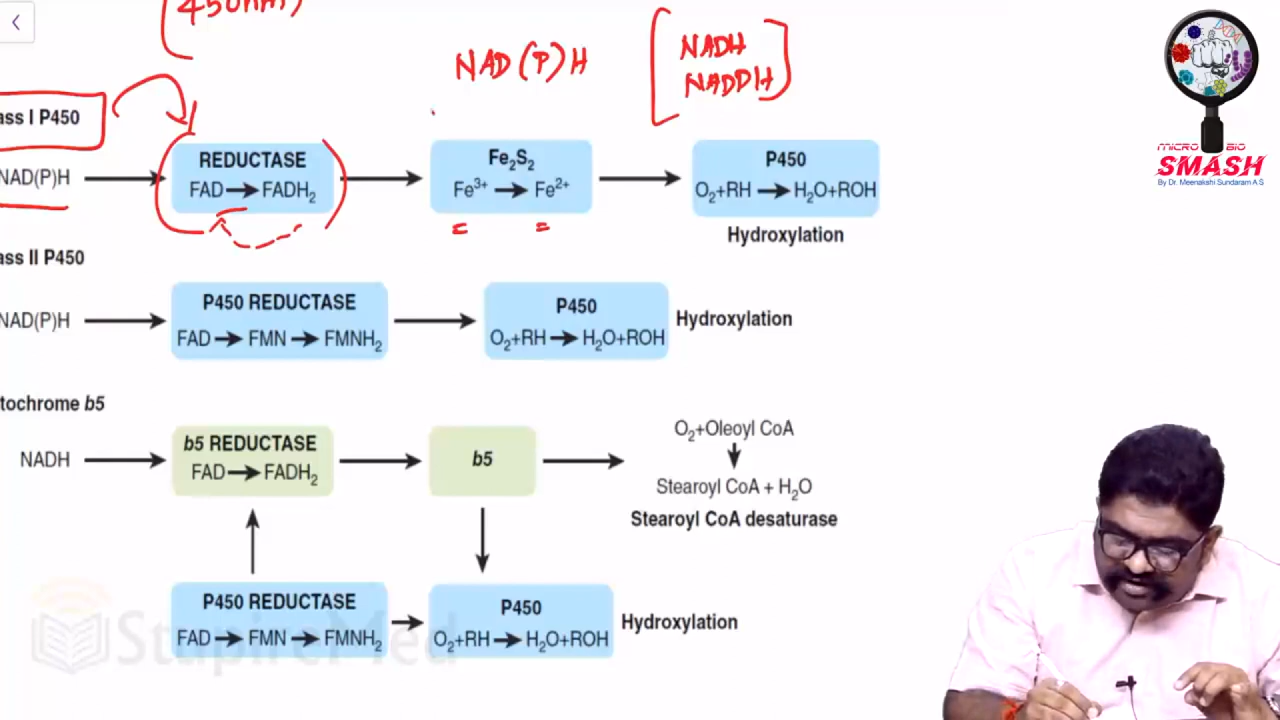 450nm)
NAD(P)H
NADH
NADDH
ass I P450
NAD(P)H
REDUCTASE
FAD → FADH2
Fe2S2
Fe3+ → Fe2+
P450
O2+RH → H2O+ROH
Hydroxylation
ass II P450
NAD(P)H
P450 REDUCTASE
FAD → FMN → FMNH2
P450
O2+RH → H2O+ROH
Hydroxylation
tochrome b5
NADH
b5 REDUCTASE
FAD → FADH2
b5
O2+Oleoyl CoA
Stearoyl CoA + H2O
Stearoyl CoA desaturase
P450 REDUCTASE
FAD → FMN → FMNH2
P450
O2+RH → H2O+ROH
Hydroxylation
MICRO BIO
SMASH
By Dr. Meenakshi Sundaram A S
StupireMed